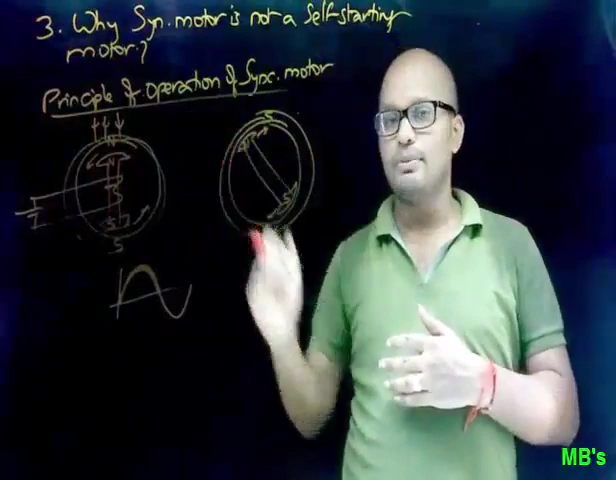 3. Why Syn. motor is not a Self-starting
motor.?
Principle of operation of Sync. motor
N
S
N
S
S
S
MB's